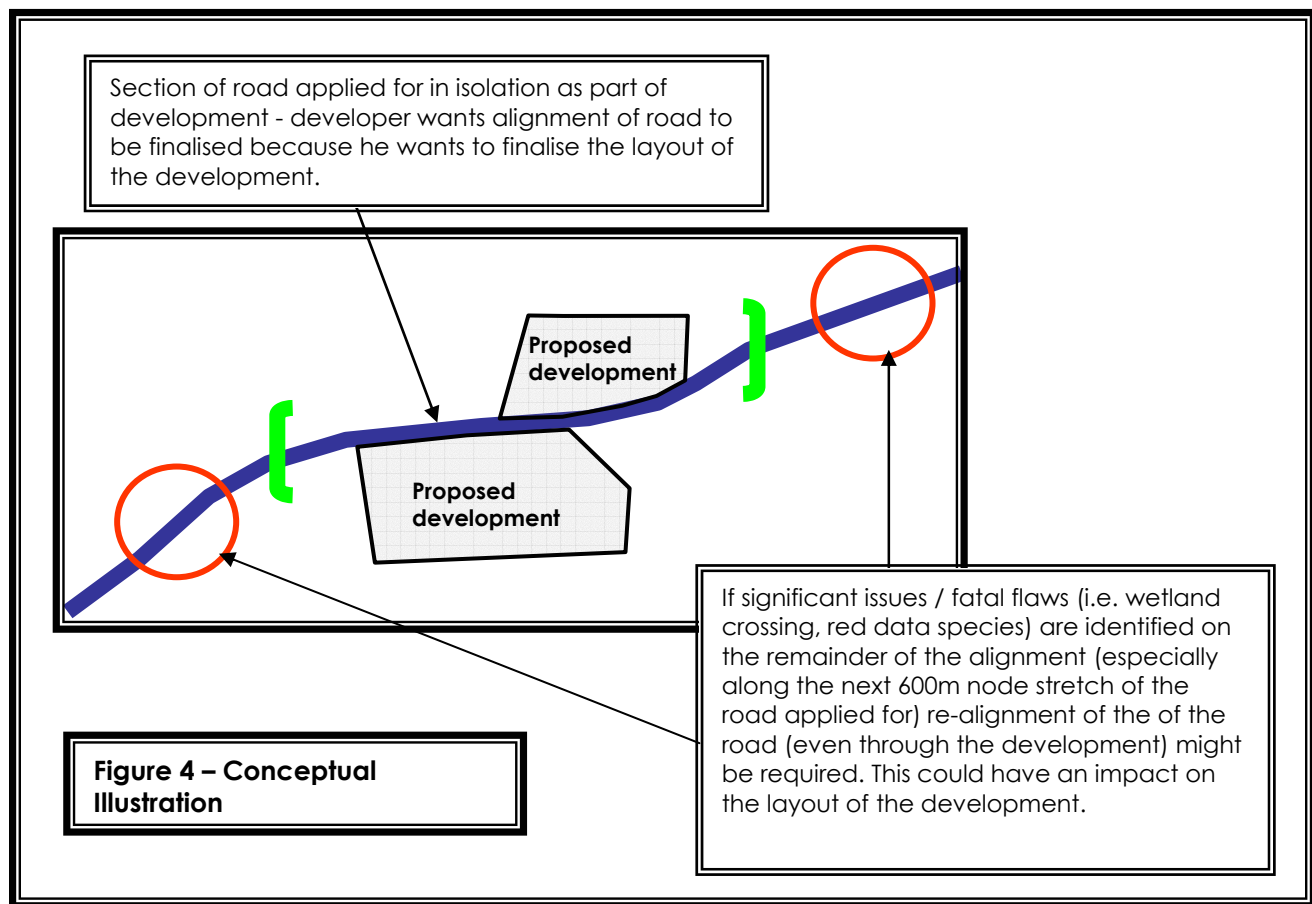 Section of road applied for in isolation as part of
development - developer wants alignment of road to
be finalised because he wants to finalise the layout of
the development.
Proposed
development
Proposed
development
If significant issues / fatal flaws (i.e. wetland
crossing, red data species) are identified on
the remainder of the alignment (especially
along the next 600m node stretch of the
road applied for) re-alignment of the of the
road (even through the development) might
be required. This could have an impact on
the layout of the development.
Figure 4 – Conceptual
Illustration